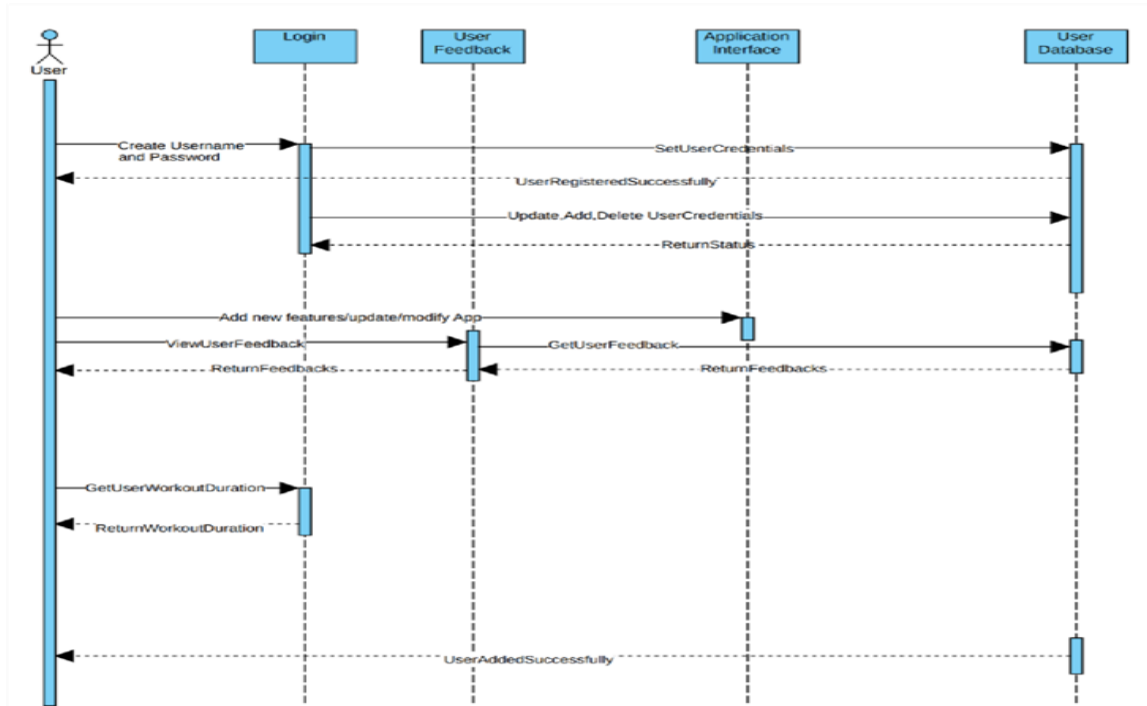 Login
User
Feedback
Application
Interface
User
Database
User
Create Username
and Password
SetUserCredentials
UserRegisteredSuccessfully
Update,Add,Delete UserCredentials
ReturnStatus
Add new features/update/modify App
ViewUserFeedback
GetUserFeedback
ReturnFeedbacks
ReturnFeedbacks
GetUserWorkoutDuration
ReturnWorkoutDuration
UserAddedSuccessfully